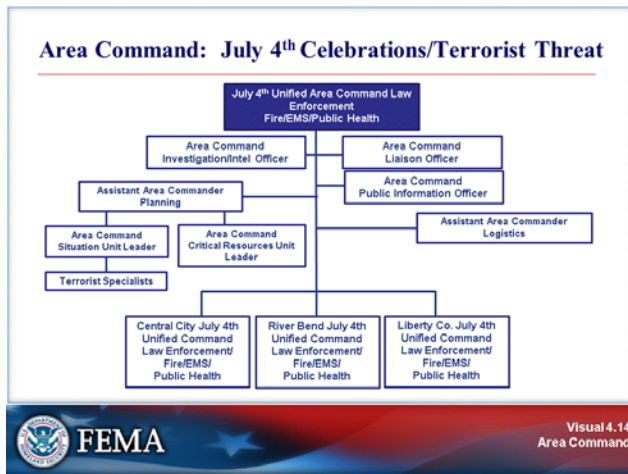 Area Command: July 4th Celebrations/Terrorist Threat
July 4th Unified Area Command Law
Enforcement
Fire/EMS/Public Health
Area Command
Investigation/Intel Officer
Area Command
Liaison Officer
Area Command
Public Information Officer
Assistant Area Commander
Planning
Assistant Area Commander
Logistics
Area Command
Situation Unit Leader
Area Command
Critical Resources Unit
Leader
Terrorist Specialists
Central City July 4th
Unified Command
Law Enforcement/
Fire/EMS/
Public Health
River Bend July 4th
Unified Command
Law Enforcement/
Fire/EMS/
Public Health
Liberty Co. July 4th
Unified Command
Law Enforcement/
Fire/EMS/
Public Health
FEMA
Visual 4.14
Area Command